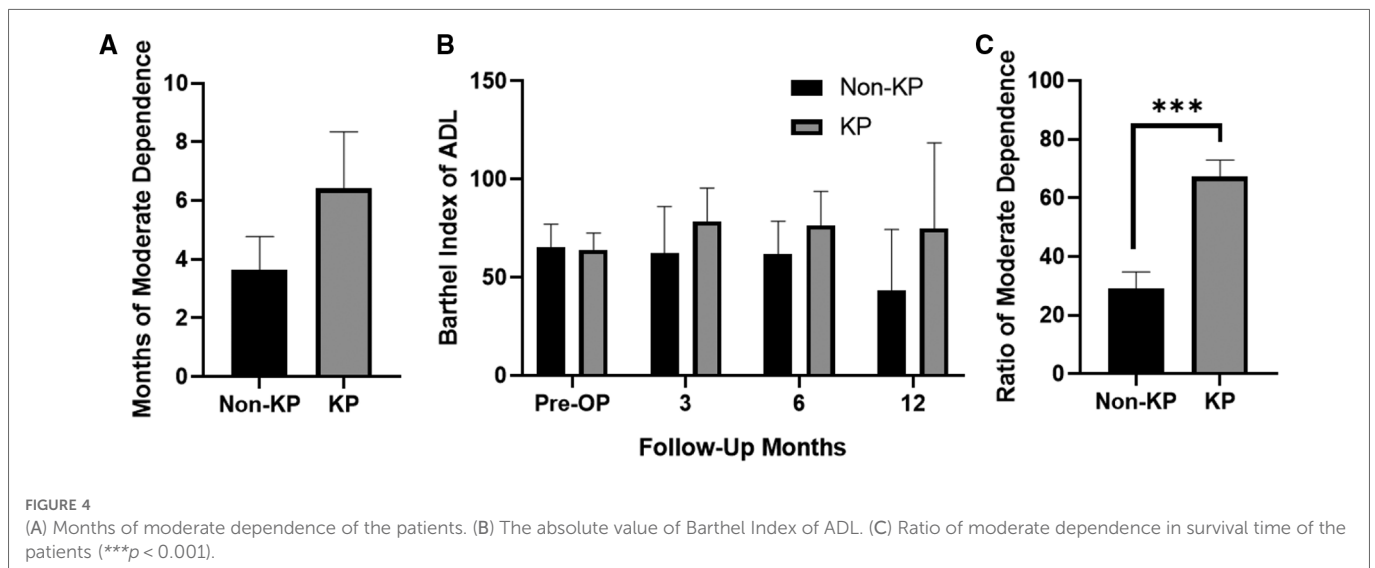 A
Months of Moderate Dependence
10
8
6
4
2
0
Non-KP
KP
B
Barthel Index of ADL
150
100
50
0
Non-KP
KP
Pre-OP
3
6
12
Follow-Up Months
C
Ratio of Moderate Dependence
100
80
60
40
20
0
***
Non-KP
KP
FIGURE 4
(A) Months of moderate dependence of the patients. (B) The absolute value of Barthel Index of ADL. (C) Ratio of moderate dependence in survival time of the
patients (***p < 0.001).